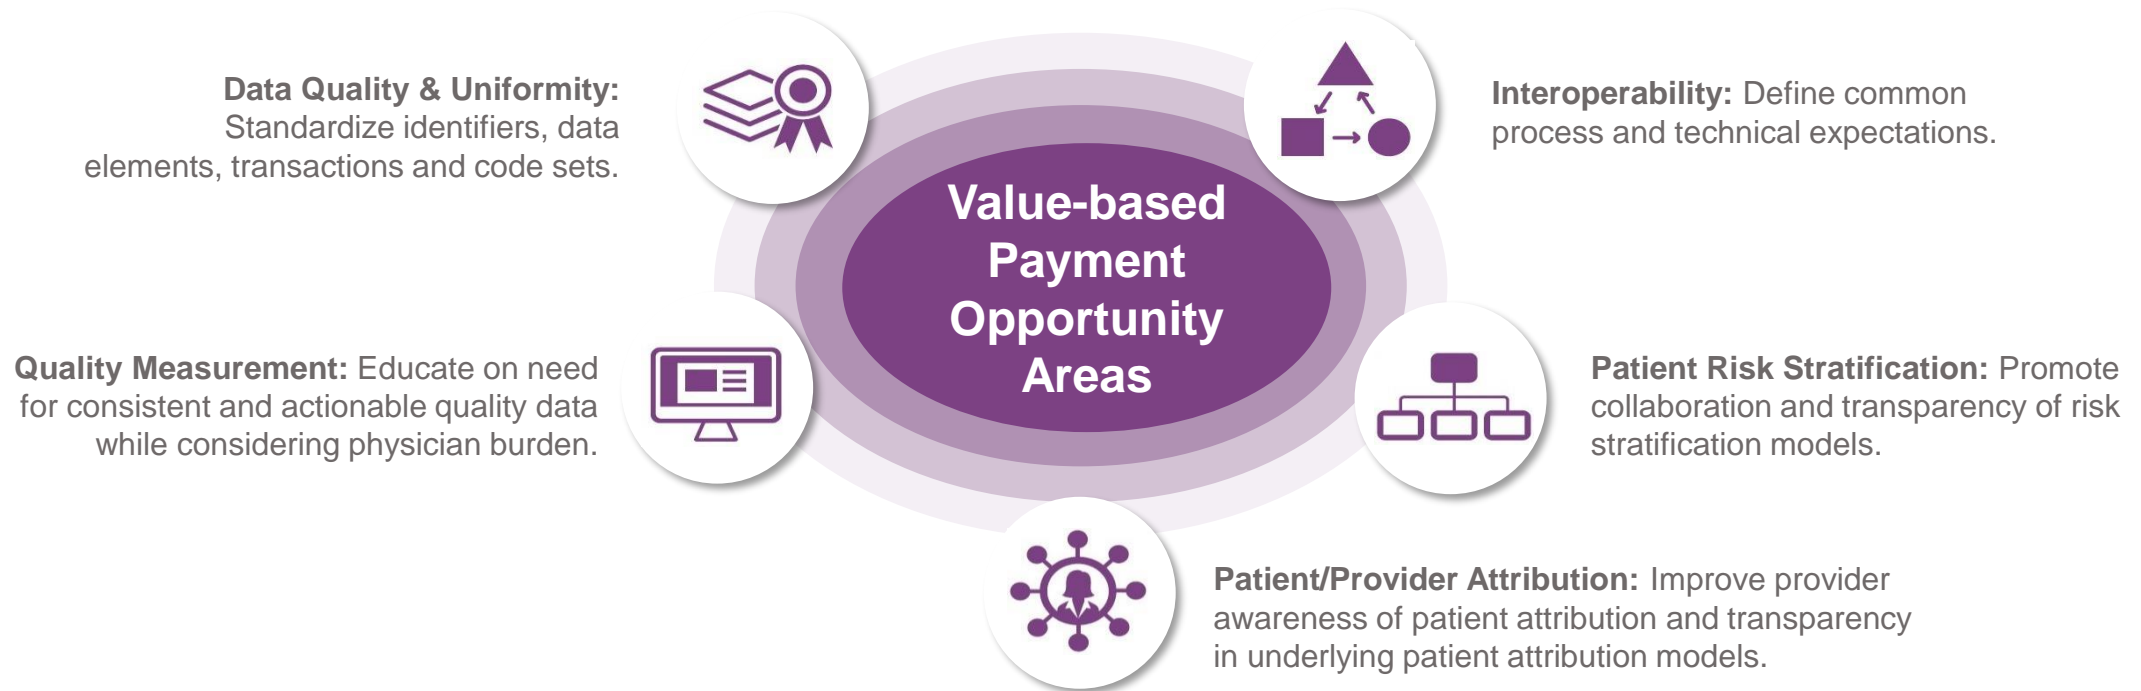 Data Quality & Uniformity:
Standardize identifiers, data
elements, transactions and code sets.
Interoperability: Define common
process and technical expectations.
Value-based
Payment
Opportunity
Areas
Quality Measurement: Educate on need
for consistent and actionable quality data
while considering physician burden.
Patient Risk Stratification: Promote
collaboration and transparency of risk
stratification models.
Patient/Provider Attribution: Improve provider
awareness of patient attribution and transparency
in underlying patient attribution models.